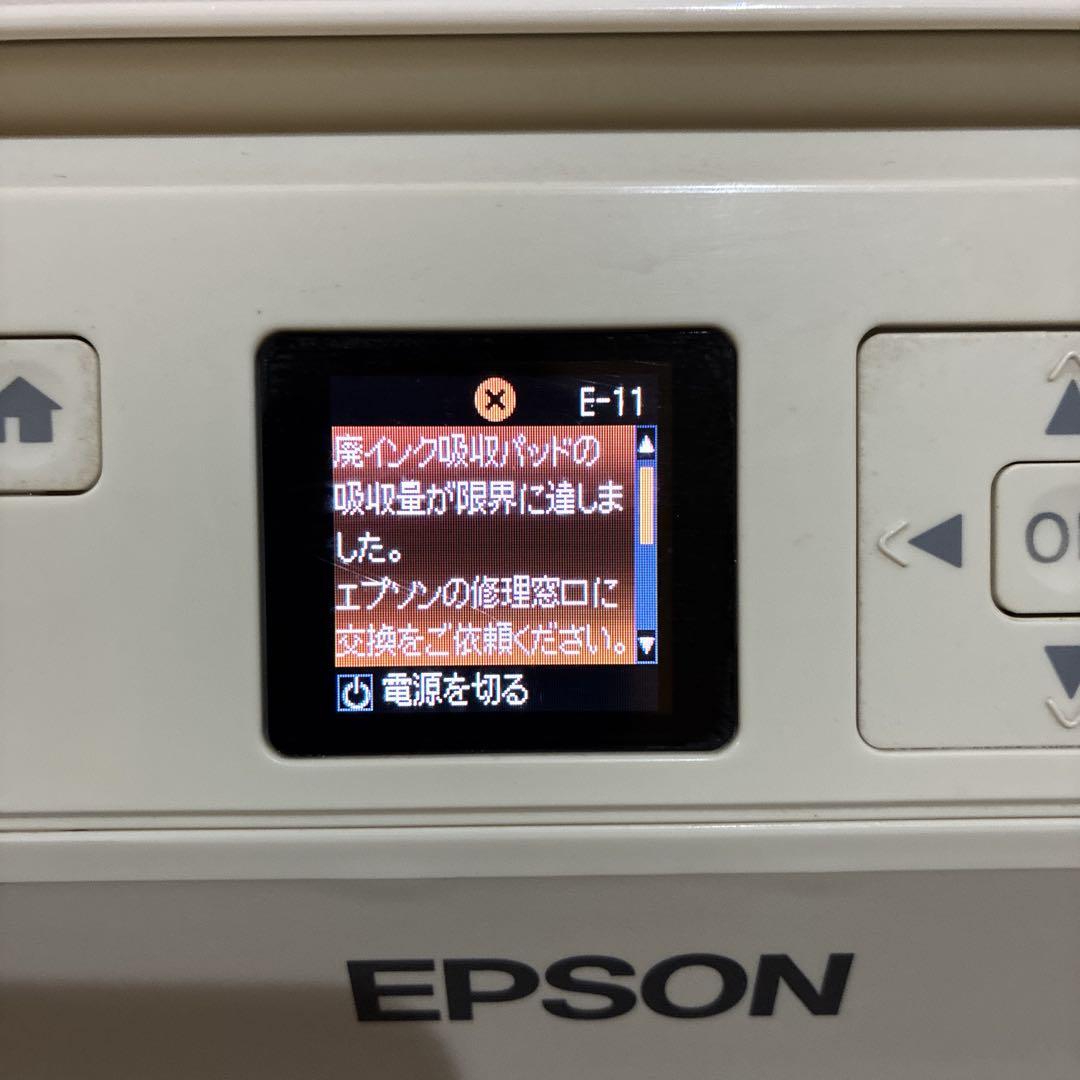 E-11
廃インク吸収パッドの
吸収量が限界に達しま
した。
エプソンの修理窓口に
交換をご依頼ください。
電源を切る
EPSON